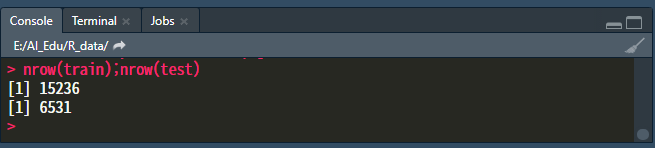 Console Terminal × Jobs ×
E:/AI_Edu/R_data/
> nrow(train);nrow(test)
[1] 15236
[1] 6531
>